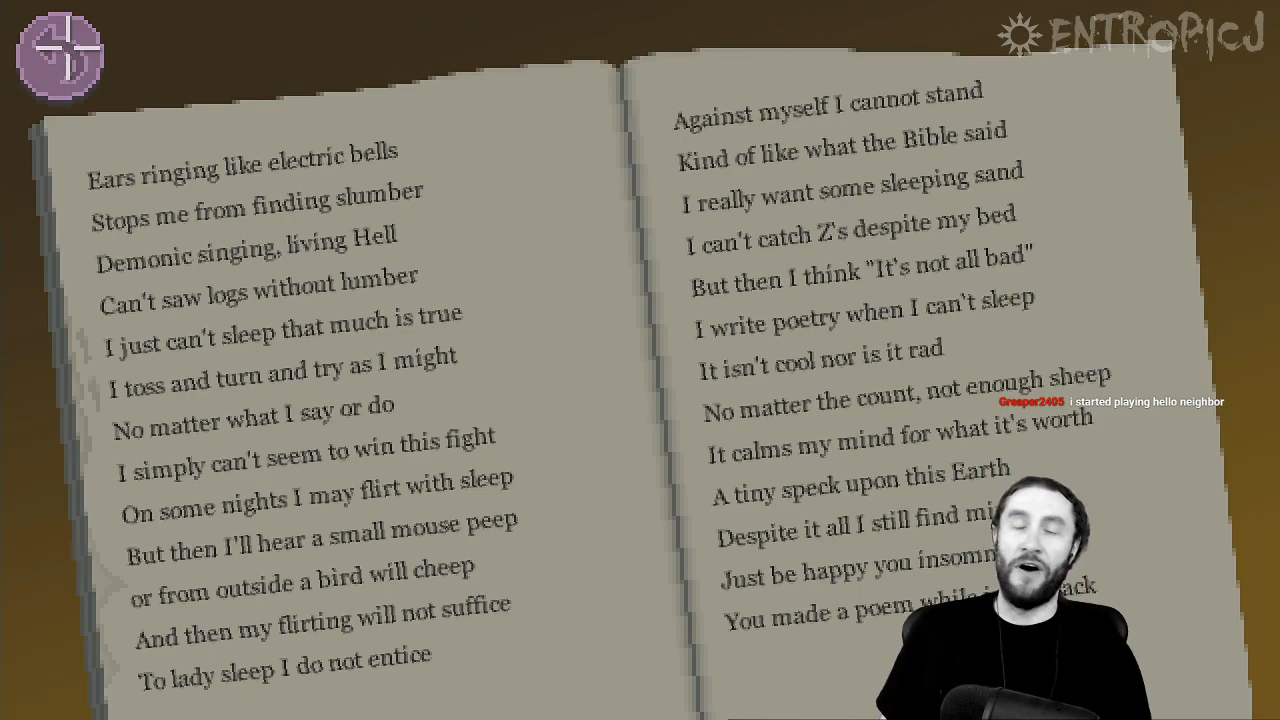 ENTROPICJ
Ears ringing like electric bells
Stops me from finding slumber
Demonic singing, living Hell
Can't saw logs without lumber
I just can't sleep that much is true
I toss and turn and try as I might
No matter what I say or do
I simply can't seem to win this fight
On some nights I may flirt with sleep
But then I'll hear a small mouse peep
or from outside a bird will cheep
And then my flirting will not suffice
To lady sleep I do not entice
Against myself I cannot stand
Kind of like what the Bible said
I really want some sleeping sand
I can't catch Z's despite my bed
But then I think "It's not all bad"
I write poetry when I can't sleep
It isn't cool nor is it rad
No matter the count, not enough sheep
It calms my mind for what it's worth
A tiny speck upon this Earth
Despite it all I still find
Just be happy you
You made a poem while
Greaper2405 i started playing hello neighbor